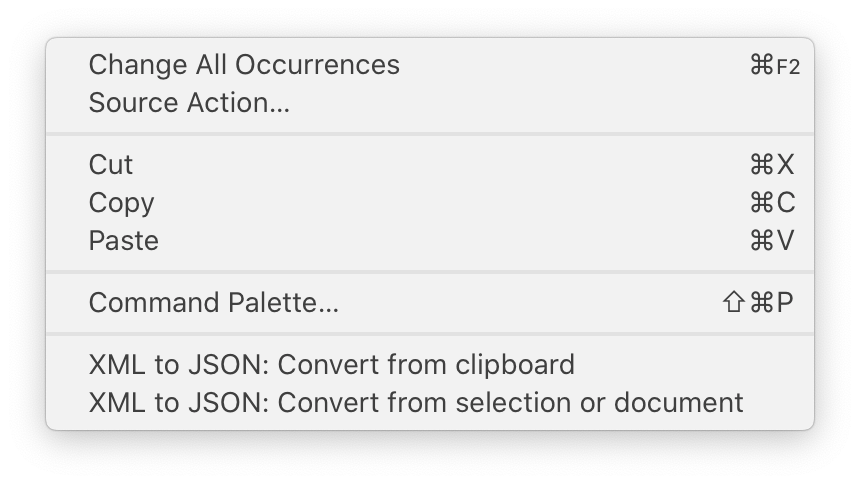 Change All Occurrences ⌘F2
Source Action...
Cut ⌘X
Copy ⌘C
Paste ⌘V
Command Palette... ⇧⌘P
XML to JSON: Convert from clipboard
XML to JSON: Convert from selection or document